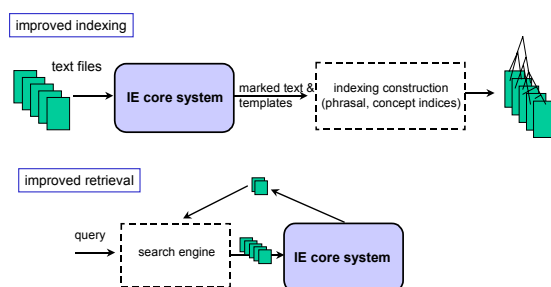 improved indexing
text files
IE core system
marked text &
templates
indexing construction
(phrasal, concept indices)
improved retrieval
query
search engine
IE core system